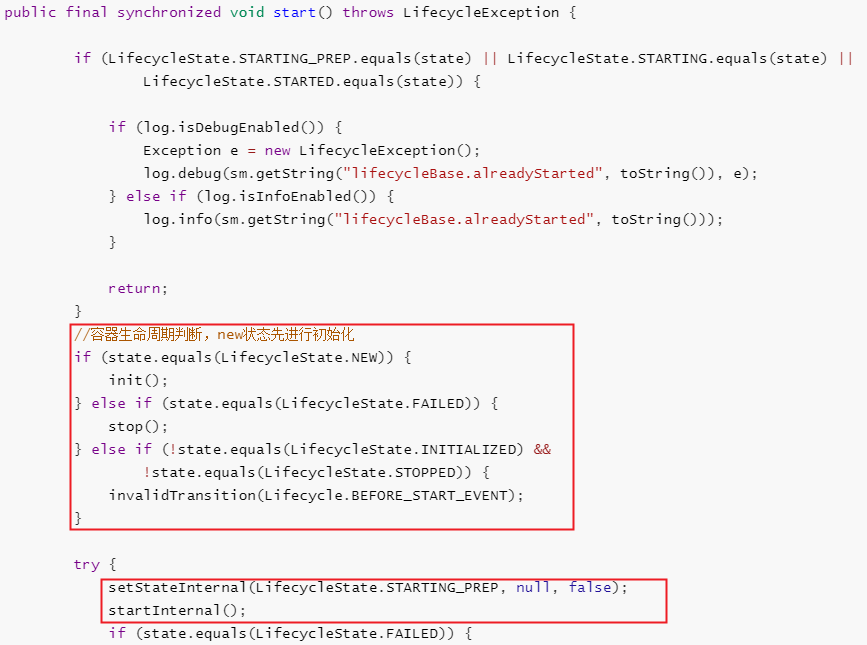 public final synchronized void start() throws LifecycleException {
if (LifecycleState.STARTING_PREP.equals(state) || LifecycleState.STARTING.equals(state) ||
LifecycleState.STARTED.equals(state)) {
if (log.isDebugEnabled()) {
Exception e = new LifecycleException();
log.debug(sm.getString("lifecycleBase.alreadyStarted", toString()), e);
} else if (log.isInfoEnabled()) {
log.info(sm.getString("lifecycleBase.alreadyStarted", toString()));
}
return;
}
//容器生命周期判断，new状态先进行初始化
if (state.equals(LifecycleState.NEW)) {
init();
} else if (state.equals(LifecycleState.FAILED)) {
stop();
} else if (!state.equals(LifecycleState.INITIALIZED) &&
!state.equals(LifecycleState.STOPPED)) {
invalidTransition(Lifecycle.BEFORE_START_EVENT);
}
try {
setStateInternal(LifecycleState.STARTING_PREP, null, false);
startInternal();
if (state.equals(LifecycleState.FAILED)) {